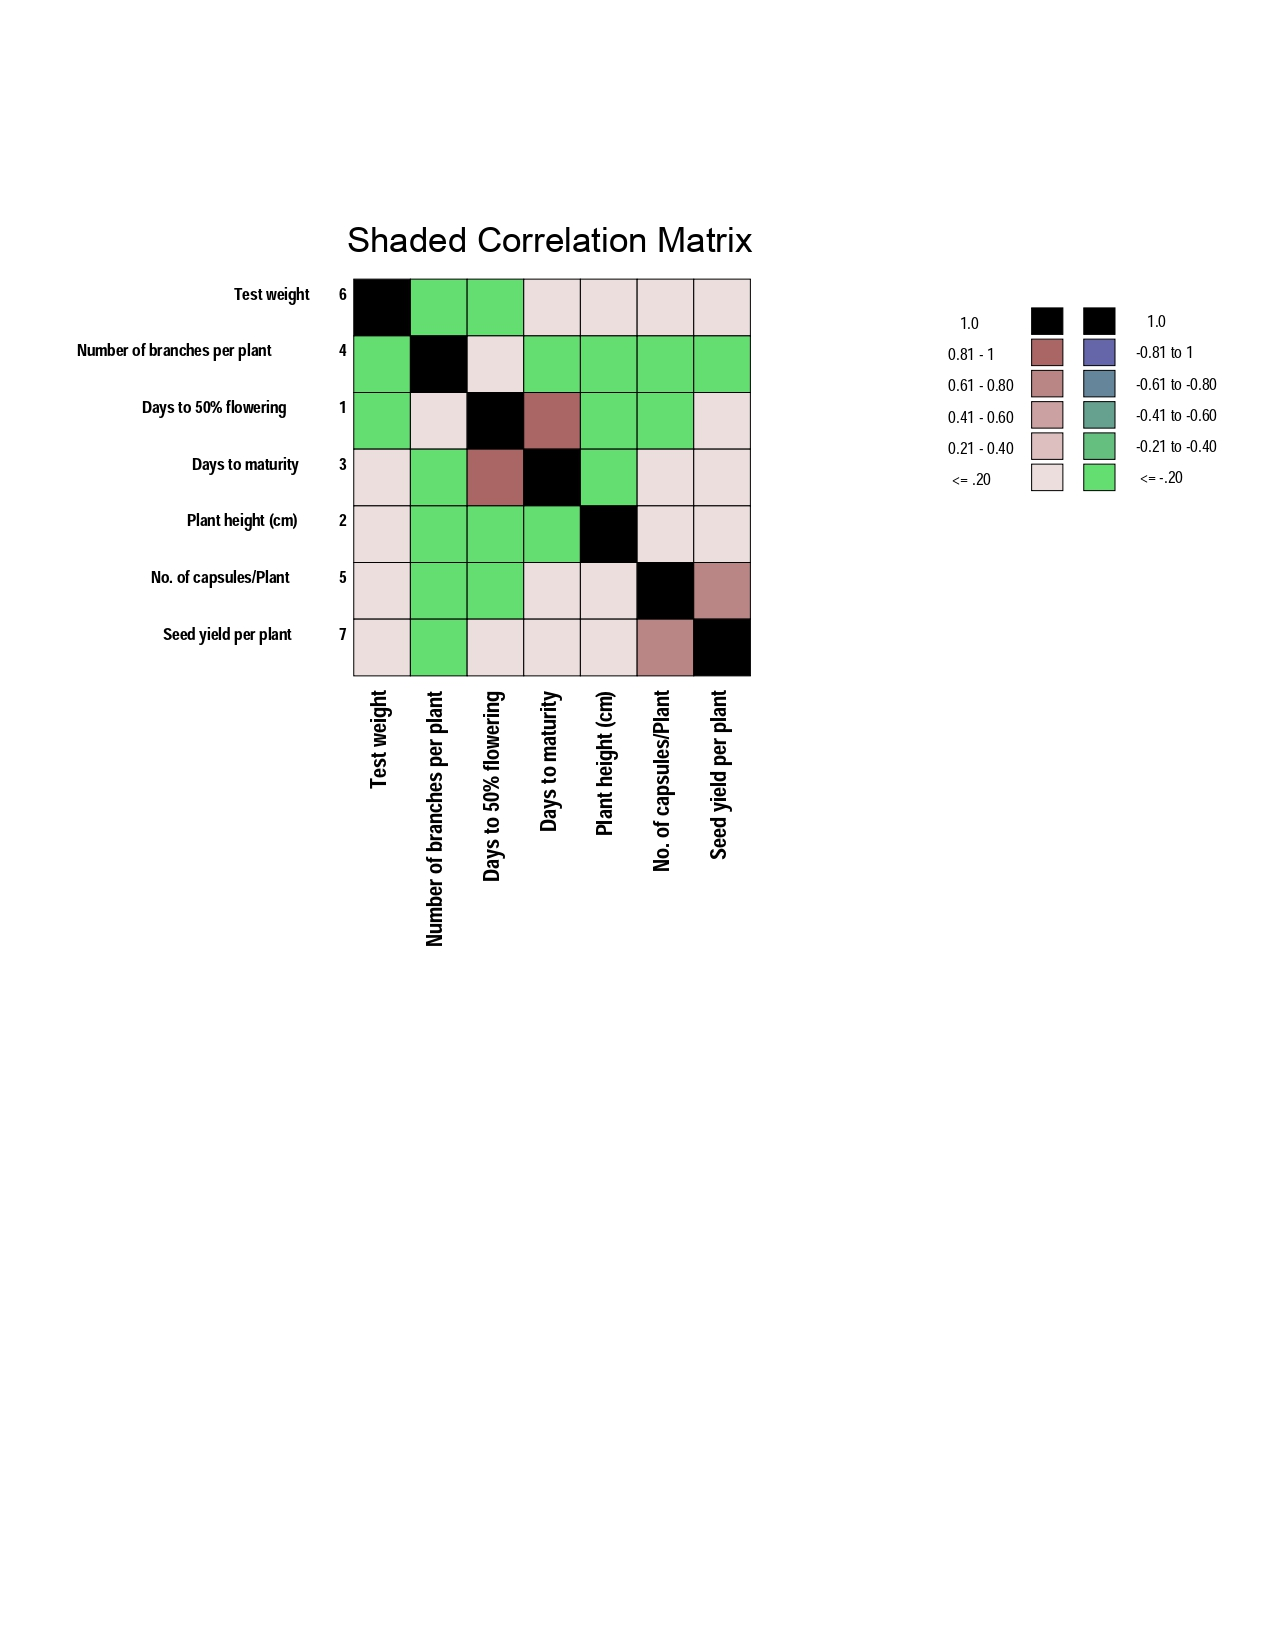 Shaded Correlation Matrix
Test weight 6
Number of branches per plant 4
Days to 50% flowering 1
Days to maturity 3
Plant height (cm) 2
No. of capsules/Plant 5
Seed yield per plant 7
Test weight
Number of branches per plant
Days to 50% flowering
Days to maturity
Plant height (cm)
No. of capsules/Plant
Seed yield per plant
1.0 1.0
0.81 - 1 -0.81 to 1
0.61 - 0.80 -0.61 to -0.80
0.41 - 0.60 -0.41 to -0.60
0.21 - 0.40 -0.21 to -0.40
<= .20 <= -.20